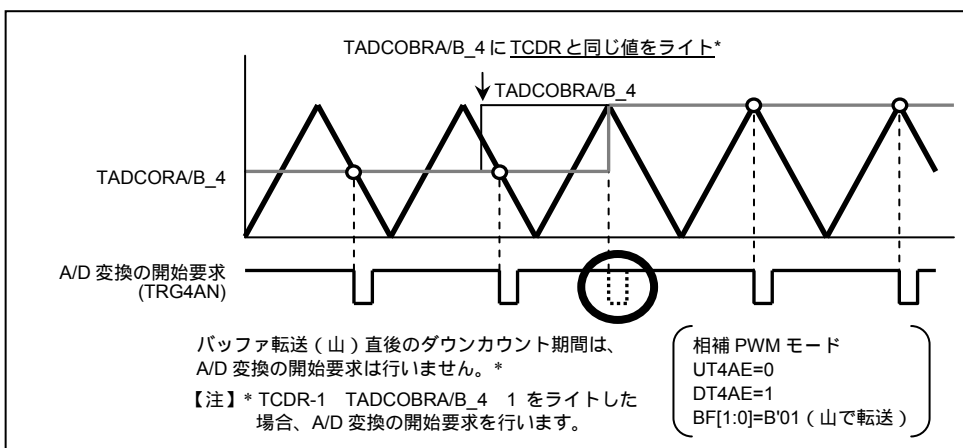 TADCOBRA/B_4 に TCDR と同じ値をライト*
TADCOBRA/B_4
TADCORA/B_4
A/D 変換の開始要求
(TRG4AN)
バッファ転送（山）直後のダウンカウント期間は、
A/D 変換の開始要求は行いません。*
【注】* TCDR-1 TADCOBRA/B_4 1 をライトした
場合、A/D 変換の開始要求を行います。
相補 PWM モード
UT4AE=0
DT4AE=1
BF[1:0]=B'01（山で転送）